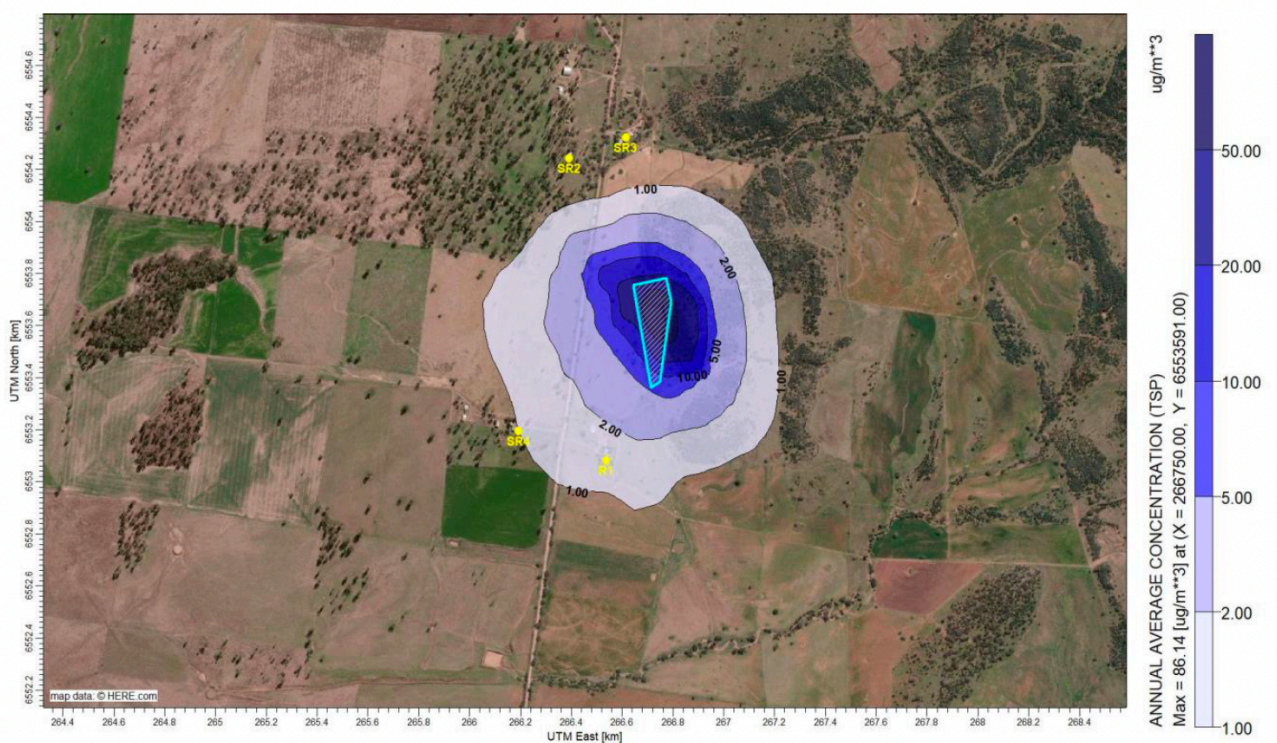 6554.6
6554.4
6554.2
6554
6553.8
6553.6
6553.4
6553.2
6553
6552.8
6552.6
6552.4
6552.2
UTM North [km]
SR3
SR2
1.00
2.00
5.00
10.00
1.00
2.00
SR4
R1
1.00
map data: © HERE.com
264.4 264.6 264.8 265 265.2 265.4 265.6 265.8 266 266.2 266.4 266.6 266.8 267 267.2 267.4 267.6 267.8 268 268.2 268.4
UTM East [km]
ug/m**3
ANNUAL AVERAGE CONCENTRATION (TSP)
Max = 86.14 [ug/m**3] at (X = 266750.00, Y = 6553591.00)
50.00
20.00
10.00
5.00
2.00
1.00